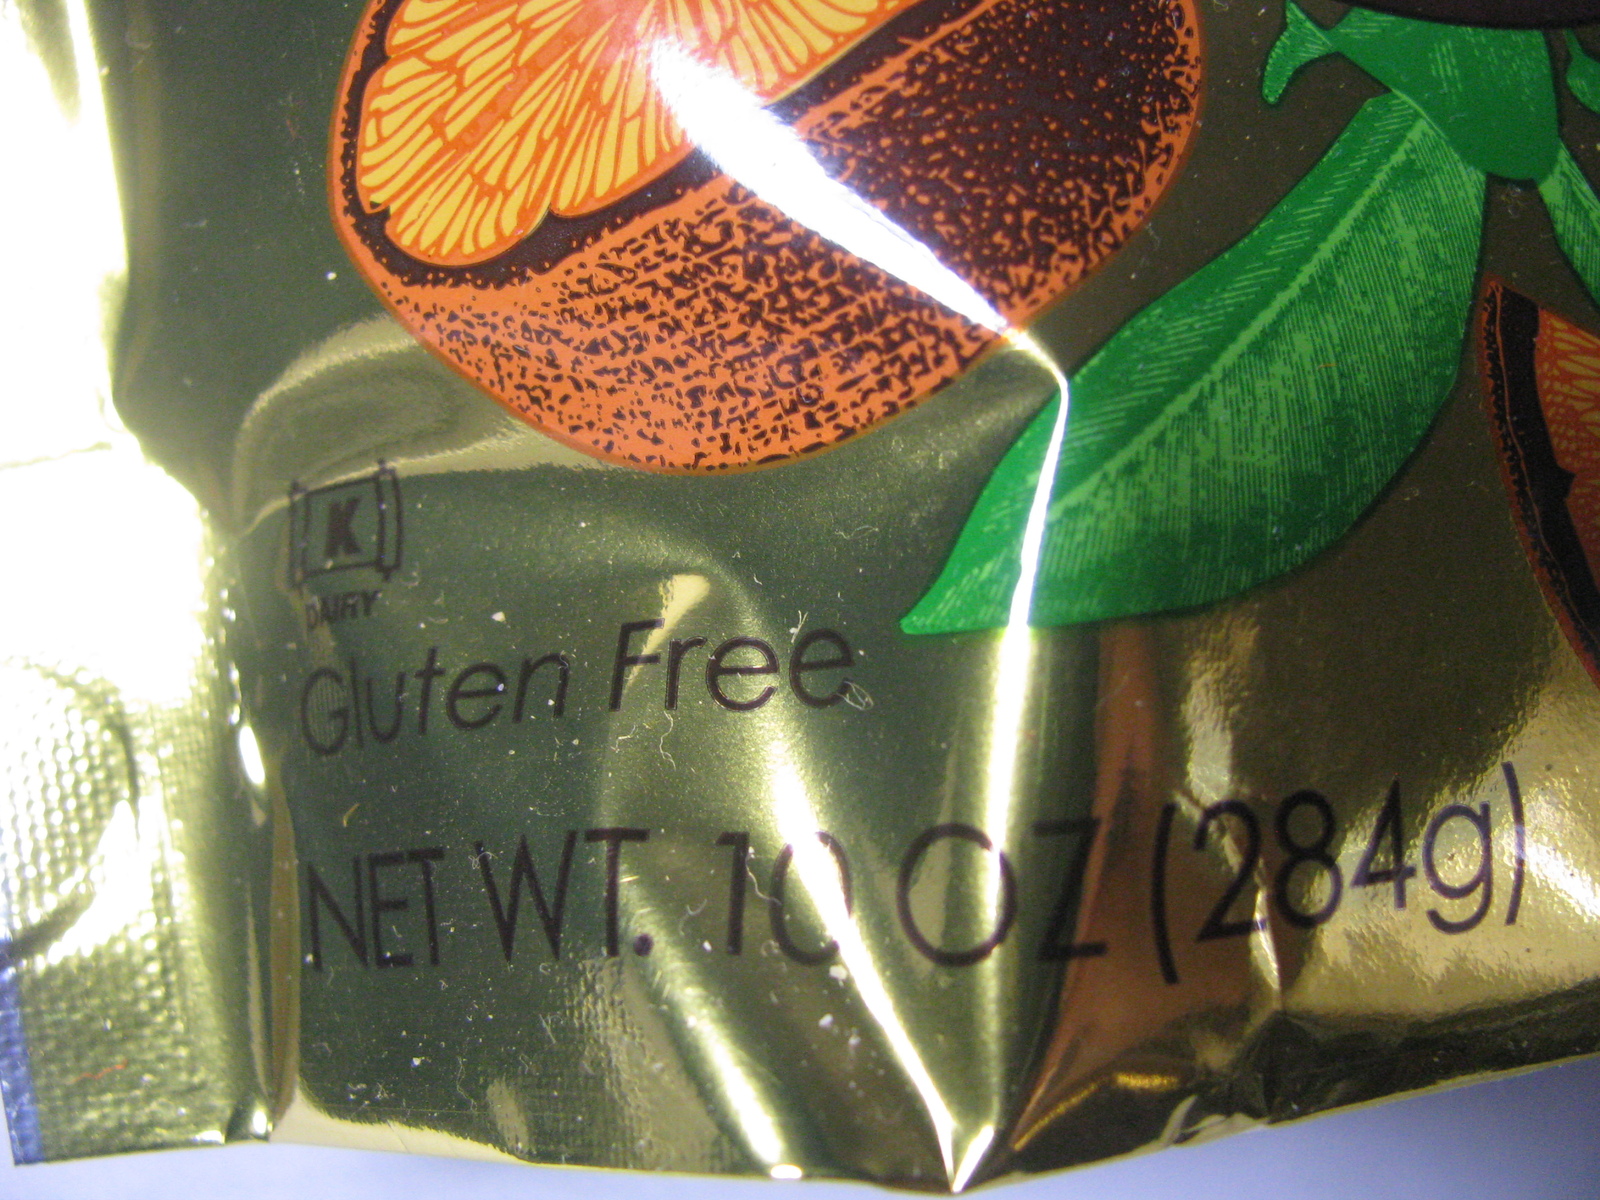 K
DAIRY
Gluten Free
NET WT. 10 OZ (284g)